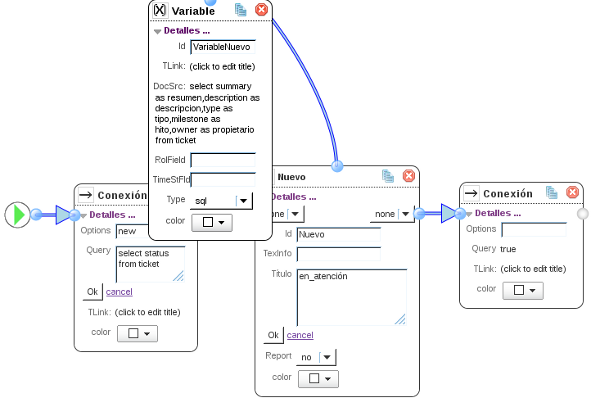 Variable
Detalles ...
Id VariableNuevo
TLink: (click to edit title)
DocSrc: select summary
as resumen,description as
descripcion,type as
tipo,milestone as
hito,owner as propietario
from ticket
RolField
TimeStFld
Type sql
color
Conexión
Detalles ...
Options new
Query select status
from ticket
Ok cancel
TLink: (click to edit title)
color
Nuevo
Detalles ...
none
Id Nuevo
TexInfo
Titulo en_atención
Ok cancel
Report no
color
Conexión
Detalles ...
Options
Query true
TLink: (click to edit title)
color